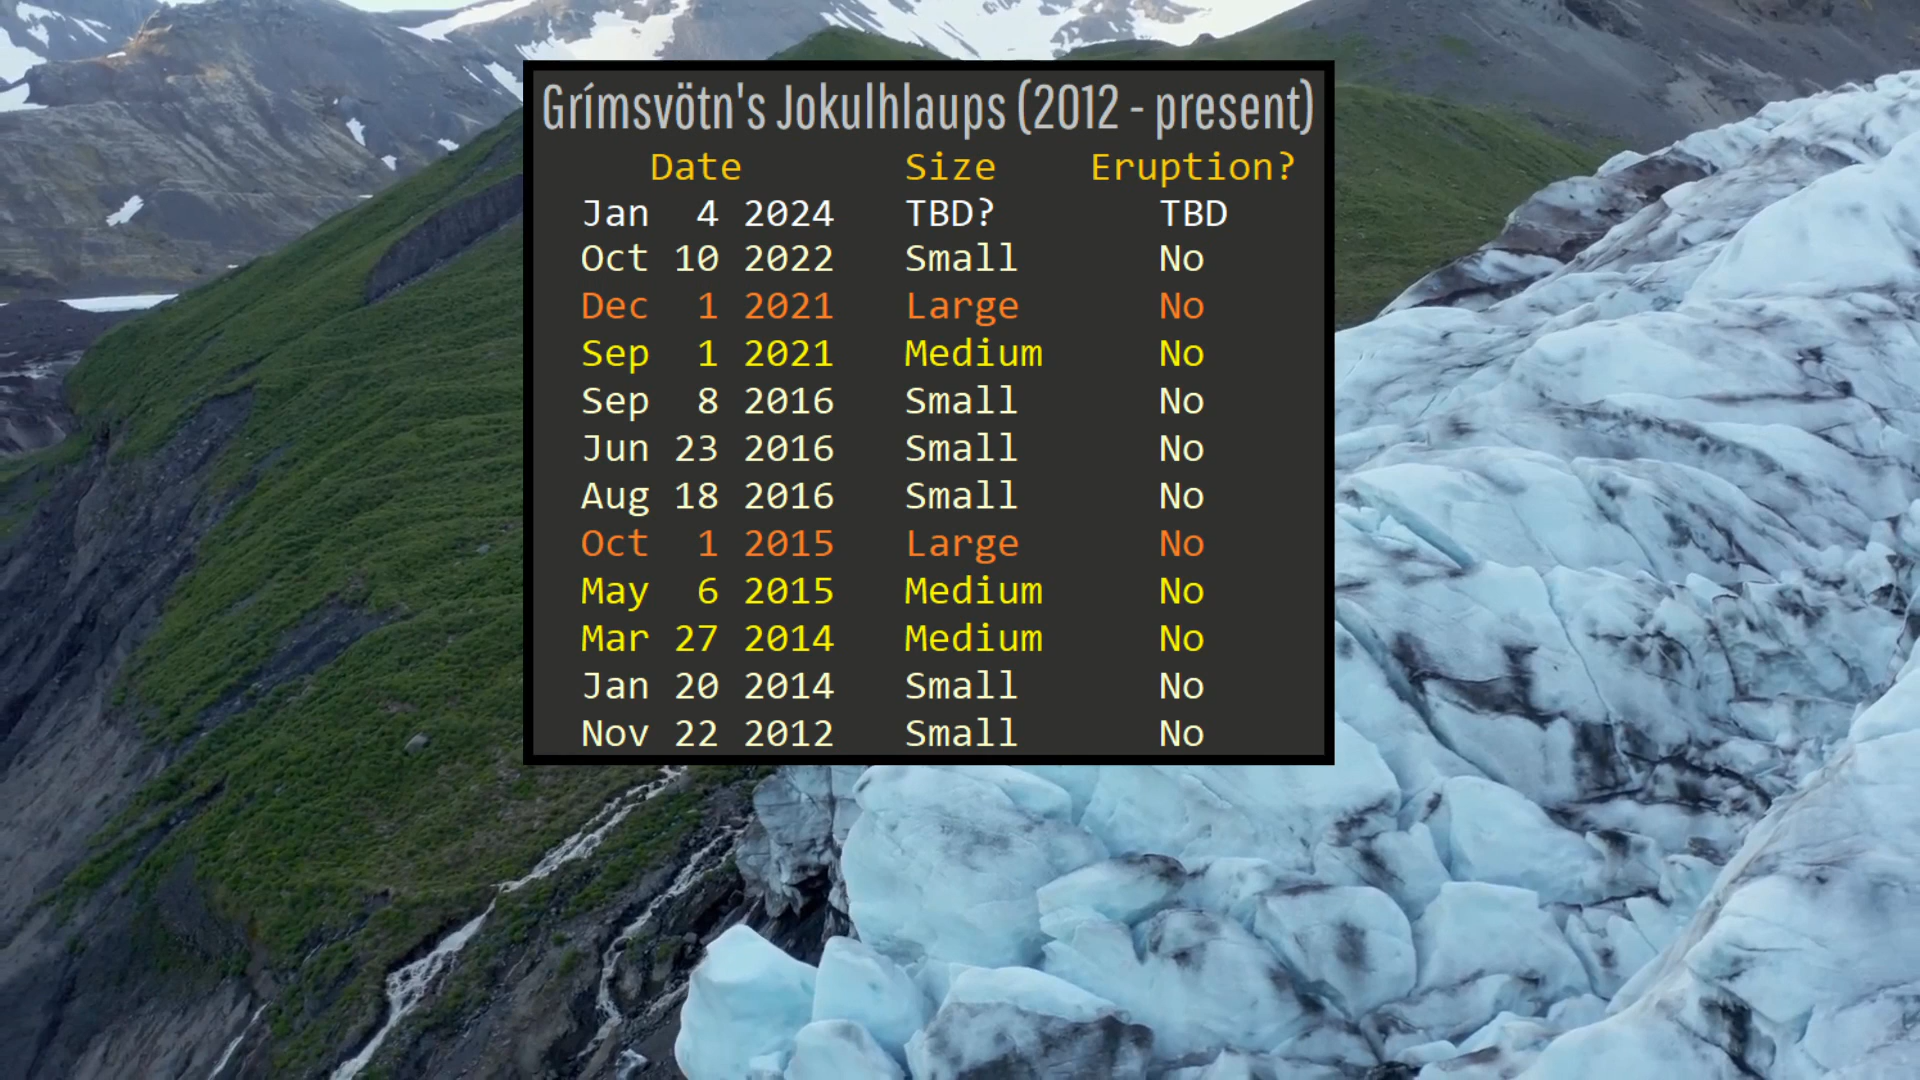 Grímsvötn's Jokulhlaups (2012 - present)
Date Size Eruption?
Jan 4 2024 TBD? TBD
Oct 10 2022 Small No
Dec 1 2021 Large No
Sep 1 2021 Medium No
Sep 8 2016 Small No
Jun 23 2016 Small No
Aug 18 2016 Small No
Oct 1 2015 Large No
May 6 2015 Medium No
Mar 27 2014 Medium No
Jan 20 2014 Small No
Nov 22 2012 Small No